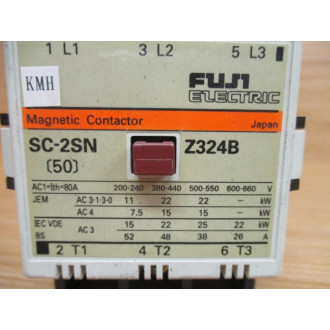 1 L1 3 L2 5 L3
KMH
FUJI
ELECTRIC
Magnetic Contactor Japan
SC-2SN Z324B
(50)
AC1=Ith=80A 200-240 380-440 500-550 600-660 V
JEM AC 3-1·3-0 11 22 22 – kW
AC 4 7.5 15 15 – kW
IEC VDE AC 3 15 22 25 22 kW
BS 52 48 38 26 A
2 T1 4 T2 6 T3